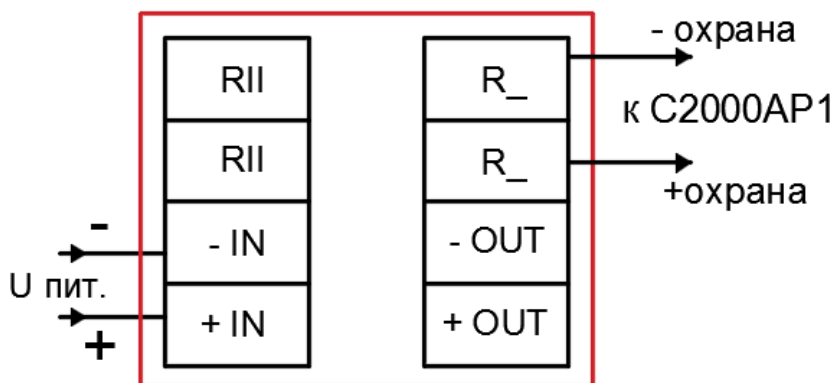 - охрана
RII
R_
к С2000АР1
RII
R_
+охрана
-
- IN
- OUT
U пит.
+ IN
+ OUT
+